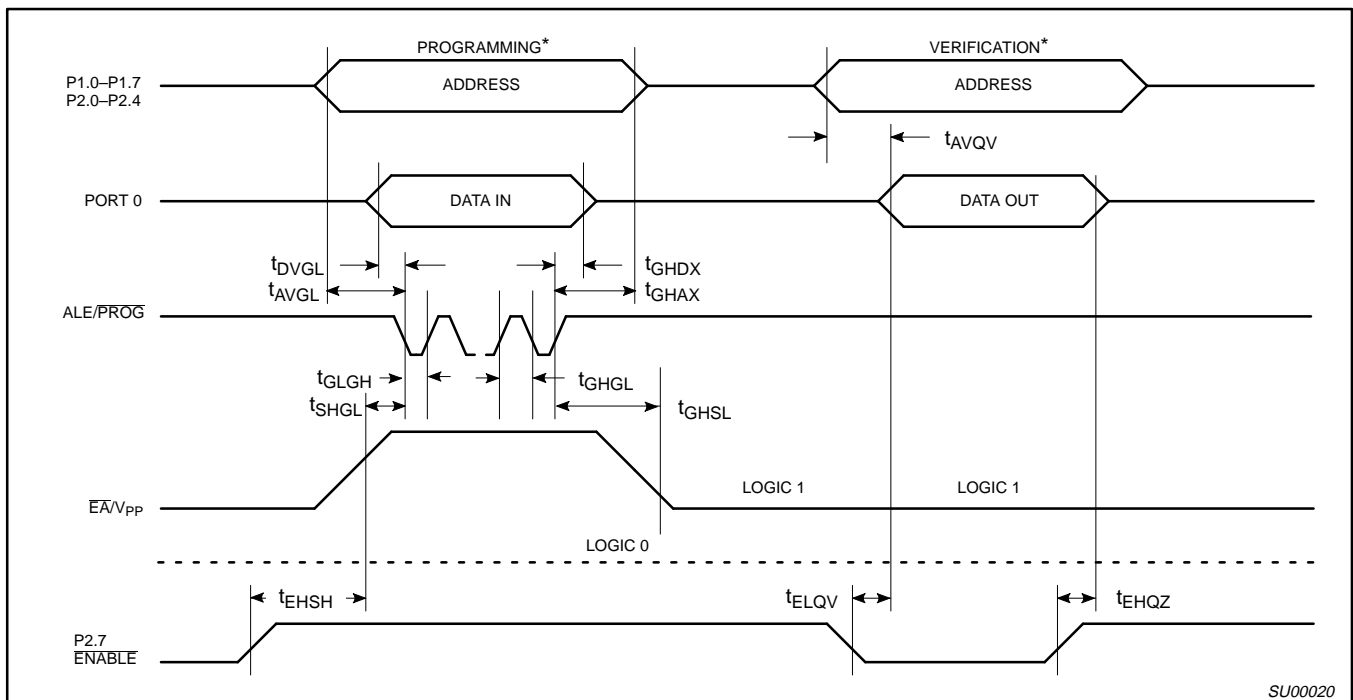 PROGRAMMING*
VERIFICATION*
P1.0–P1.7
P2.0–P2.4
ADDRESS
ADDRESS
tAVQV
PORT 0
DATA IN
DATA OUT
tDVGL
tGHDX
tAVGL
tGHAX
ALE/PROG
tGLGH
tGHGL
tSHGL
tGHSL
LOGIC 1
LOGIC 1
EA/VPP
LOGIC 0
tEHSH
tELQV
tEHQZ
P2.7
ENABLE
SU00020